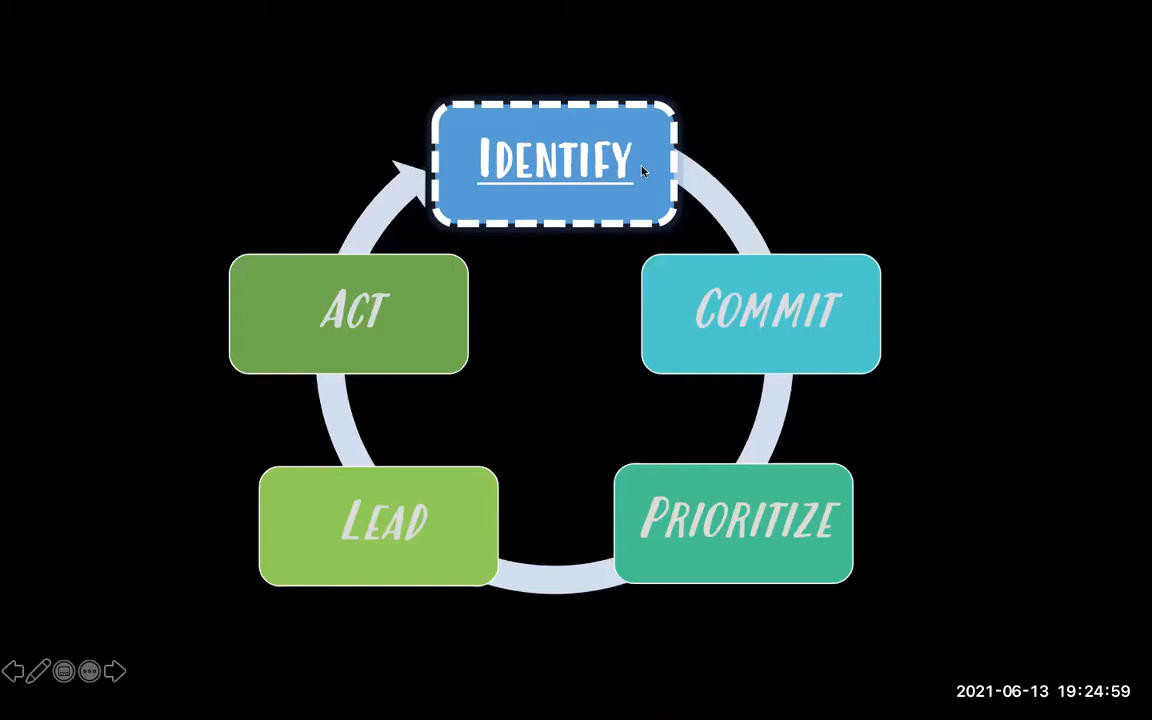 IDENTIFY
COMMIT
PRIORITIZE
LEAD
ACT
2021-06-13 19:24:59